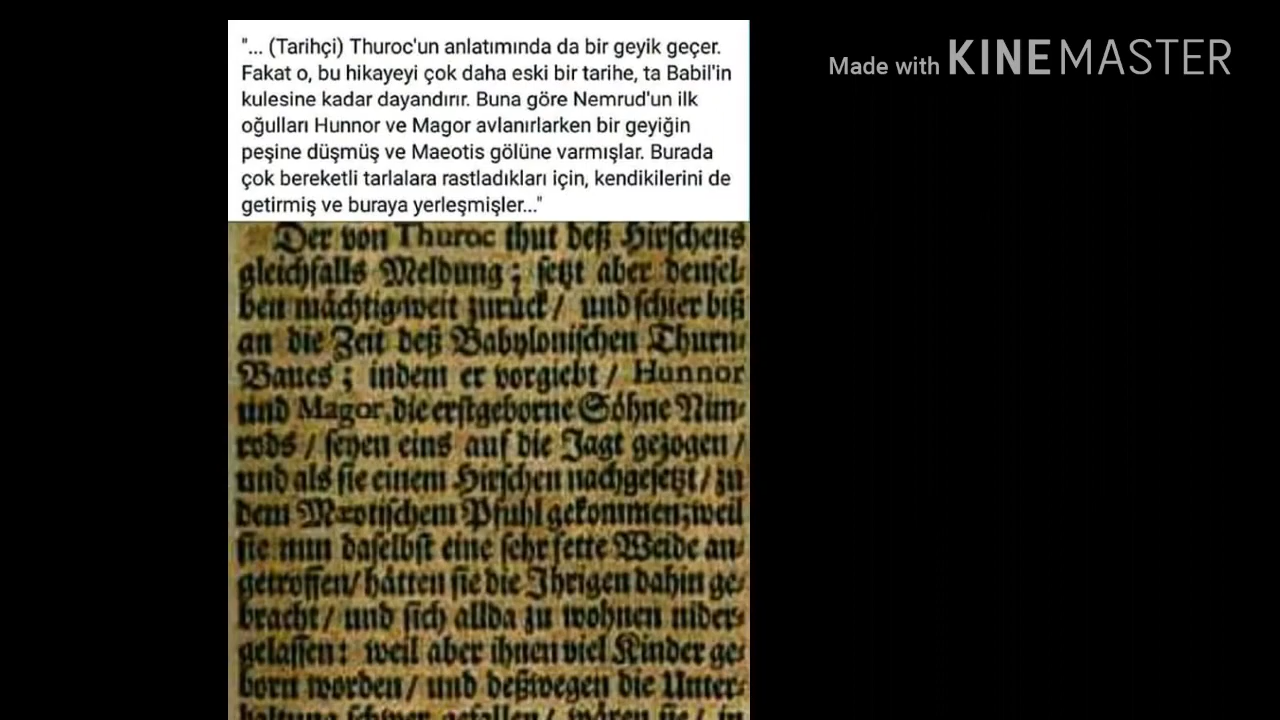 "... (Tarihçi) Thuroc'un anlatımında da bir geyik geçer.
Fakat o, bu hikayeyi çok daha eski bir tarihe, ta Babil'in
kulesine kadar dayandırır. Buna göre Nemrud'un ilk
oğulları Hunnor ve Magor avlanırlarken bir geyiğin
peşine düşmüş ve Maeotis gölüne varmışlar. Burada
çok bereketli tarlalara rastladıkları için, kendikilerini de
getirmiş ve buraya yerleşmişler..."
Made with KINEMASTER
Der von Thuroc thut deß Hirschens
gleichfalls Meldung; setzt aber densel-
ben mächtig weit zurück/ und schier biß
an die Zeit deß Babylonischen Thurn-
Baues; indem er vorgiebt/ Hunnor
und Magor, die erstgeborne Söhne Nim-
rods/ seyen eins auf die Jagt gezogen/
und als sie einem Hirschen nachgesetzt/ zu
dem Mæotischem Pfuhl gekommen; weil
sie nun daselbst eine sehr fette Weide an-
getroffen/ hätten sie die Ihrigen dahin ge-
bracht/ und sich allda zu wohnen nider-
gelassen: weil aber ihnen viel Kinder ge-
born worden/ und deßwegen die Unter-
haltung schwer gefallen/ wären sie/ in